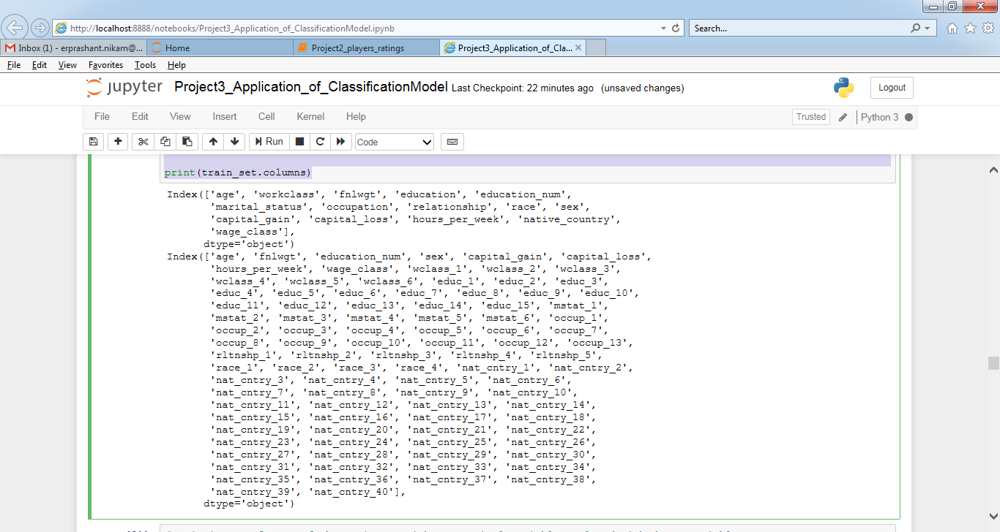 http://localhost:8888/notebooks/Project3_Application_of_ClassificationModel.ipynb
Search...
Inbox (1) - erprashant.nikam@...
Home
Project2_players_ratings
Project3_Application_of_Cla...
File Edit View Favorites Tools Help
jupyter Project3_Application_of_ClassificationModel Last Checkpoint: 22 minutes ago (unsaved changes)
Logout
File Edit View Insert Cell Kernel Help
Trusted
Python 3
Run
Code
print(train_set.columns)
Index(['age', 'workclass', 'fnlwgt', 'education', 'education_num',
'marital_status', 'occupation', 'relationship', 'race', 'sex',
'capital_gain', 'capital_loss', 'hours_per_week', 'native_country',
'wage_class'],
dtype='object')
Index(['age', 'fnlwgt', 'education_num', 'sex', 'capital_gain', 'capital_loss',
'hours_per_week', 'wage_class', 'wclass_1', 'wclass_2', 'wclass_3',
'wclass_4', 'wclass_5', 'wclass_6', 'educ_1', 'educ_2', 'educ_3',
'educ_4', 'educ_5', 'educ_6', 'educ_7', 'educ_8', 'educ_9', 'educ_10',
'educ_11', 'educ_12', 'educ_13', 'educ_14', 'educ_15', 'mstat_1',
'mstat_2', 'mstat_3', 'mstat_4', 'mstat_5', 'mstat_6', 'occup_1',
'occup_2', 'occup_3', 'occup_4', 'occup_5', 'occup_6', 'occup_7',
'occup_8', 'occup_9', 'occup_10', 'occup_11', 'occup_12', 'occup_13',
'rltnshp_1', 'rltnshp_2', 'rltnshp_3', 'rltnshp_4', 'rltnshp_5',
'race_1', 'race_2', 'race_3', 'race_4', 'nat_cntry_1', 'nat_cntry_2',
'nat_cntry_3', 'nat_cntry_4', 'nat_cntry_5', 'nat_cntry_6',
'nat_cntry_7', 'nat_cntry_8', 'nat_cntry_9', 'nat_cntry_10',
'nat_cntry_11', 'nat_cntry_12', 'nat_cntry_13', 'nat_cntry_14',
'nat_cntry_15', 'nat_cntry_16', 'nat_cntry_17', 'nat_cntry_18',
'nat_cntry_19', 'nat_cntry_20', 'nat_cntry_21', 'nat_cntry_22',
'nat_cntry_23', 'nat_cntry_24', 'nat_cntry_25', 'nat_cntry_26',
'nat_cntry_27', 'nat_cntry_28', 'nat_cntry_29', 'nat_cntry_30',
'nat_cntry_31', 'nat_cntry_32', 'nat_cntry_33', 'nat_cntry_34',
'nat_cntry_35', 'nat_cntry_36', 'nat_cntry_37', 'nat_cntry_38',
'nat_cntry_39', 'nat_cntry_40'],
dtype='object')